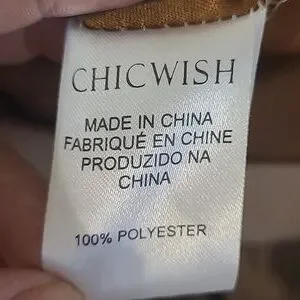 CHICWISH
MADE IN CHINA
FABRIQUÉ EN CHINE
PRODUZIDO NA
CHINA
100% POLYESTER